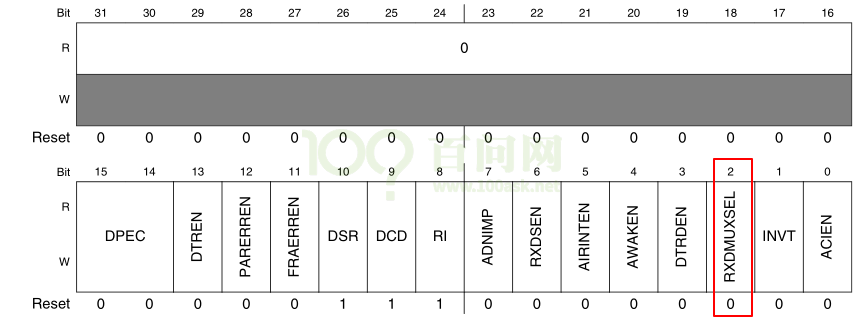 Bit 31 30 29 28 27 26 25 24 23 22 21 20 19 18 17 16
R 0
W
Reset 0 0 0 0 0 0 0 0 0 0 0 0 0 0 0 0
100?百问网
www.100ask.net
Bit 15 14 13 12 11 10 9 8 7 6 5 4 3 2 1 0
R
DPEC DTREN PARERREN FRAERREN DSR DCD RI ADNIMP RXDSEN AIRINTEN AWAKEN DTRDEN RXDMUXSEL INVT ACIEN
W
Reset 0 0 0 0 0 1 1 1 0 0 0 0 0 0 0 0